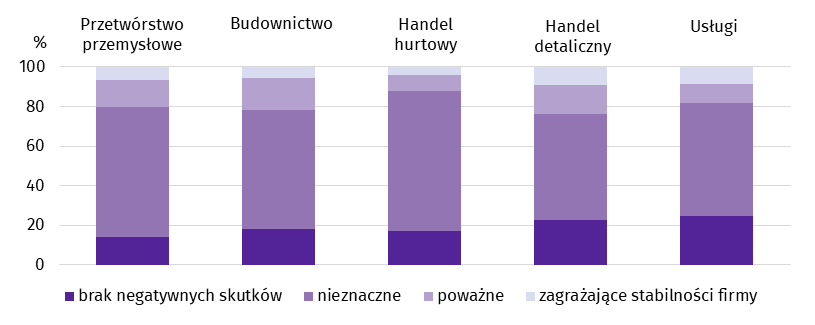 Przetwórstwo
przemysłowe
Budownictwo
Handel
hurtowy
Handel
detaliczny
Usługi
%
100
80
60
40
20
0
brak negatywnych skutków nieznaczne poważne zagrażające stabilności firmy